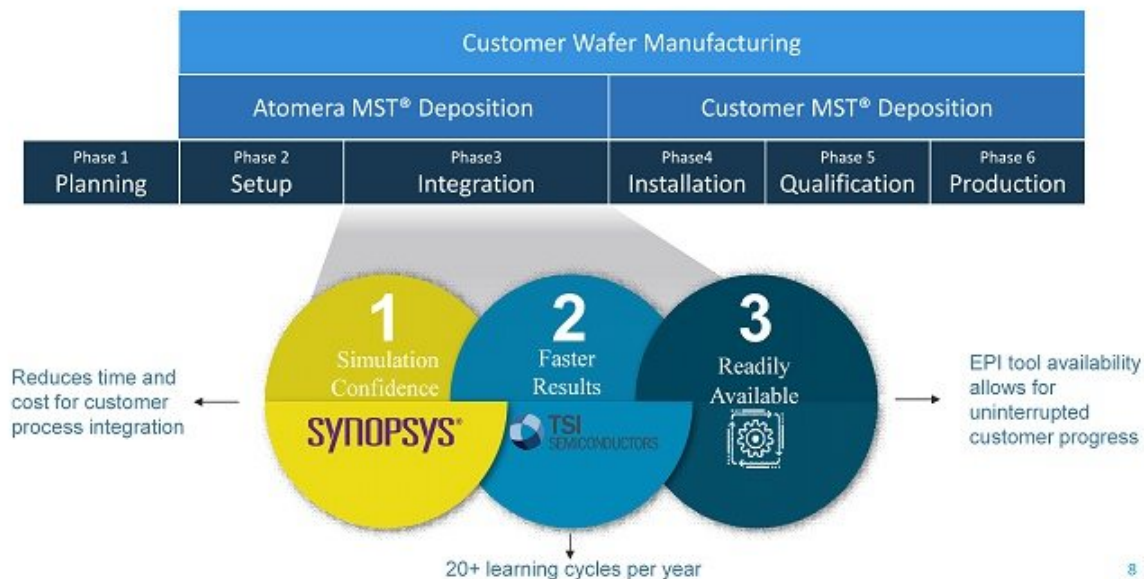 Customer Wafer Manufacturing
Atomera MST® Deposition
Customer MST® Deposition
Phase 1
Planning
Phase 2
Setup
Phase3
Integration
Phase4
Installation
Phase 5
Qualification
Phase 6
Production
1
Simulation
Confidence
SYNOPSYS®
2
Faster
Results
TSI
SEMICONDUCTORS
3
Readily
Available
Reduces time and
cost for customer
process integration
EPI tool availability
allows for
uninterrupted
customer progress
20+ learning cycles per year
8